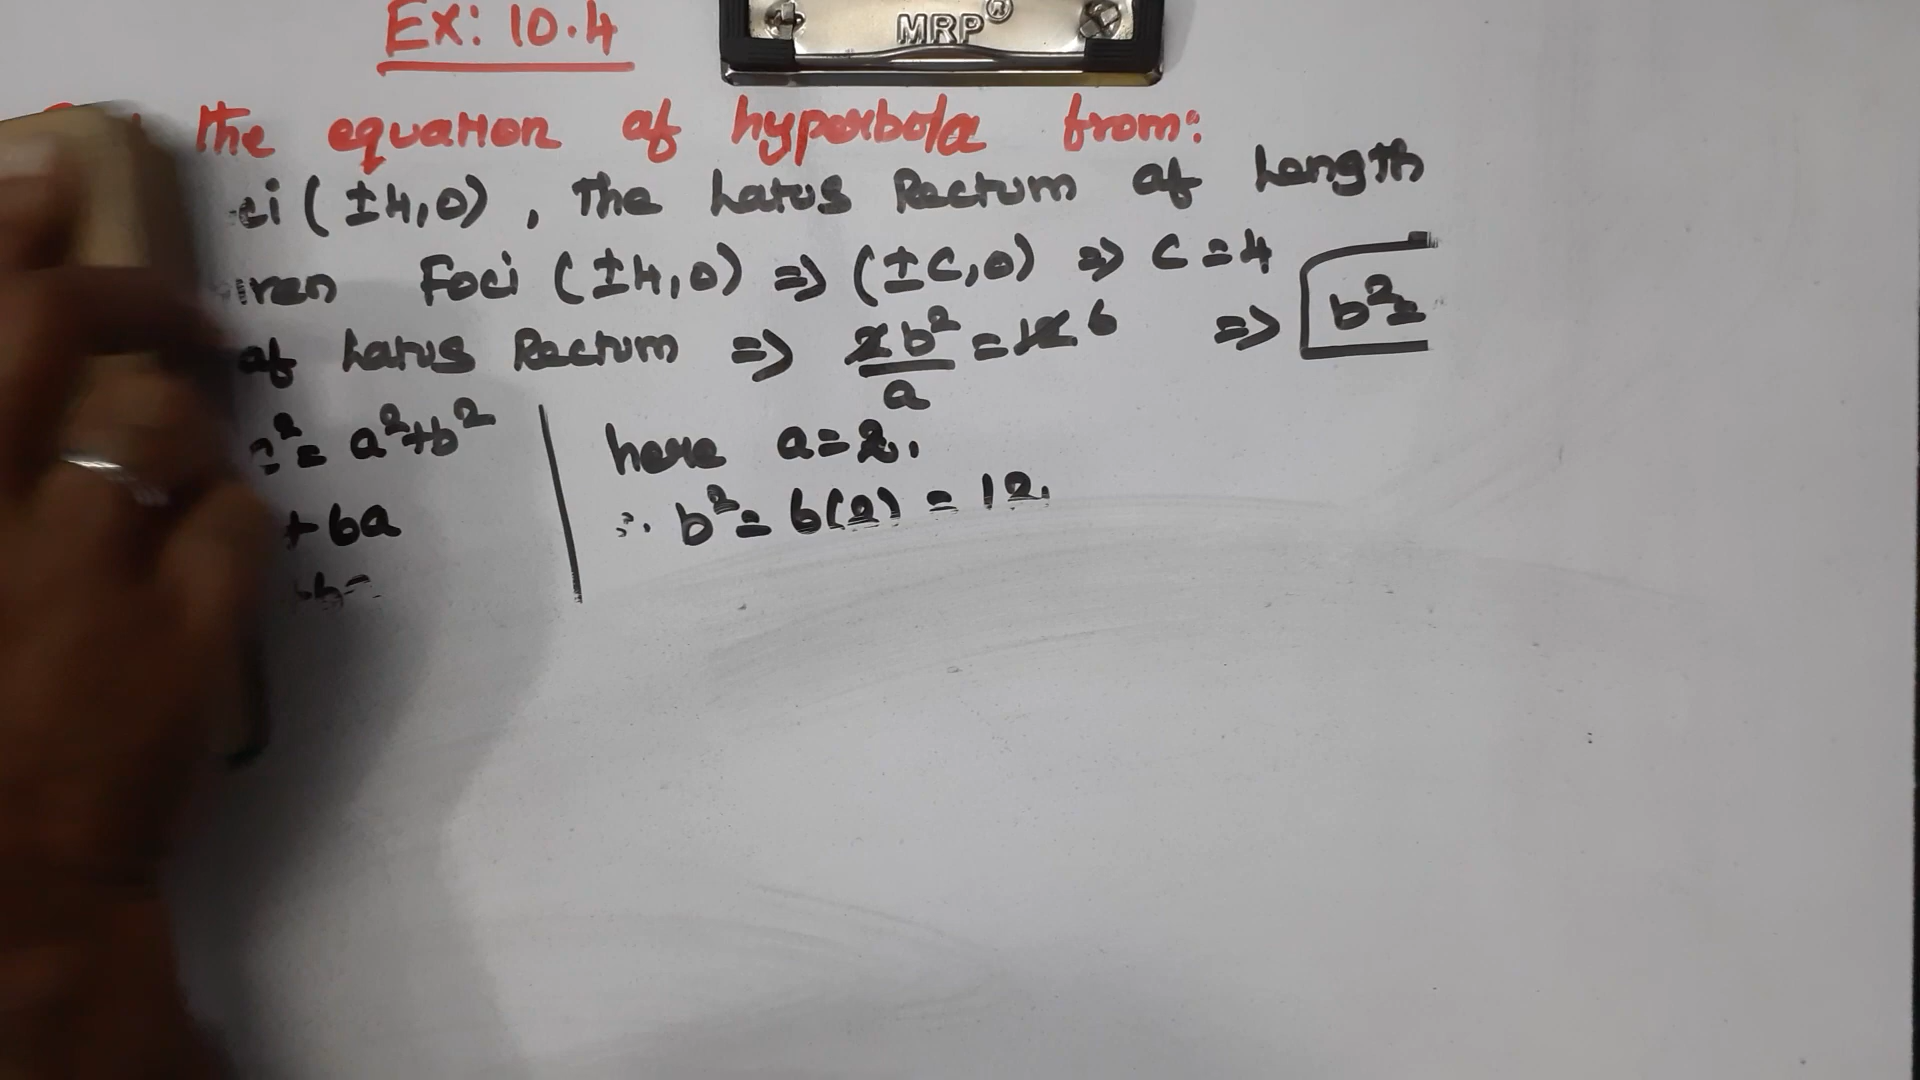 Ex: 10.4
MRP®
the equation of hyperbola from:
ci (±4,0), The Latus Rectum of Length
ven Foci (±4,0) => (±c,0) => c=4
of Latus Rectum => 2b²/a = 12 6 => b²=
c²= a²+b²
here a=2.
+6a
∴ b²= 6(2) = 12.